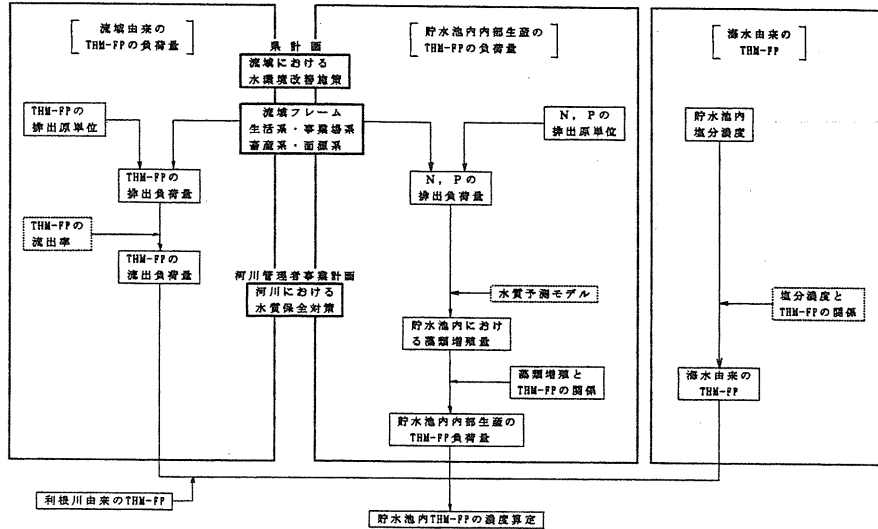 流域由来の
THM-FPの負荷量
県計画
流域における
水環境改善施策
貯水池内内部生産の
THM-FPの負荷量
海水由来の
THM-FP
THM-FPの
排出原単位
流域フレーム
生活系・事業場系
畜産系・面源系
N，Pの
排出原単位
貯水池内
塩分濃度
THM-FPの
排出負荷量
N，Pの
排出負荷量
THM-FPの
流出率
THM-FPの
流出負荷量
河川管理者事業計画
河川における
水質保全対策
水質予測モデル
塩分濃度と
THM-FPの関係
貯水池内におけ
る藻類増殖量
藻類増殖と
THM-FPの関係
海水由来の
THM-FP
貯水池内内部生産の
THM-FP負荷量
利根川由来のTHM-FP
貯水池内THM-FPの濃度算定